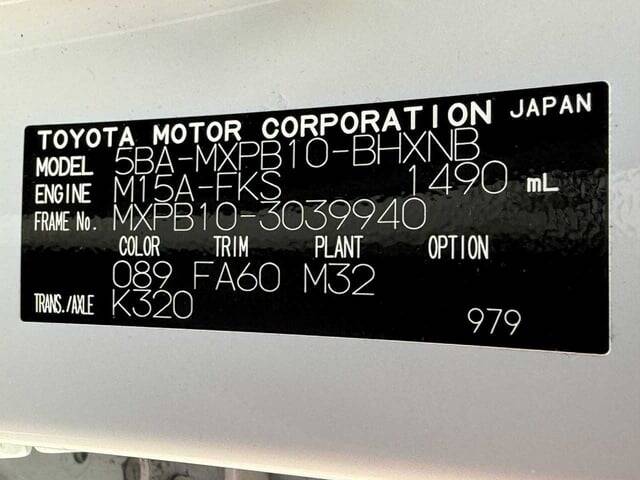 TOYOTA MOTOR CORPORATION JAPAN
MODEL 5BA-MXPB10-BHXNB
ENGINE M15A-FKS 1490 mL
FRAME No. MXPB10-3039940
COLOR TRIM PLANT OPTION
089 FA60 M32
TRANS./AXLE K320
979